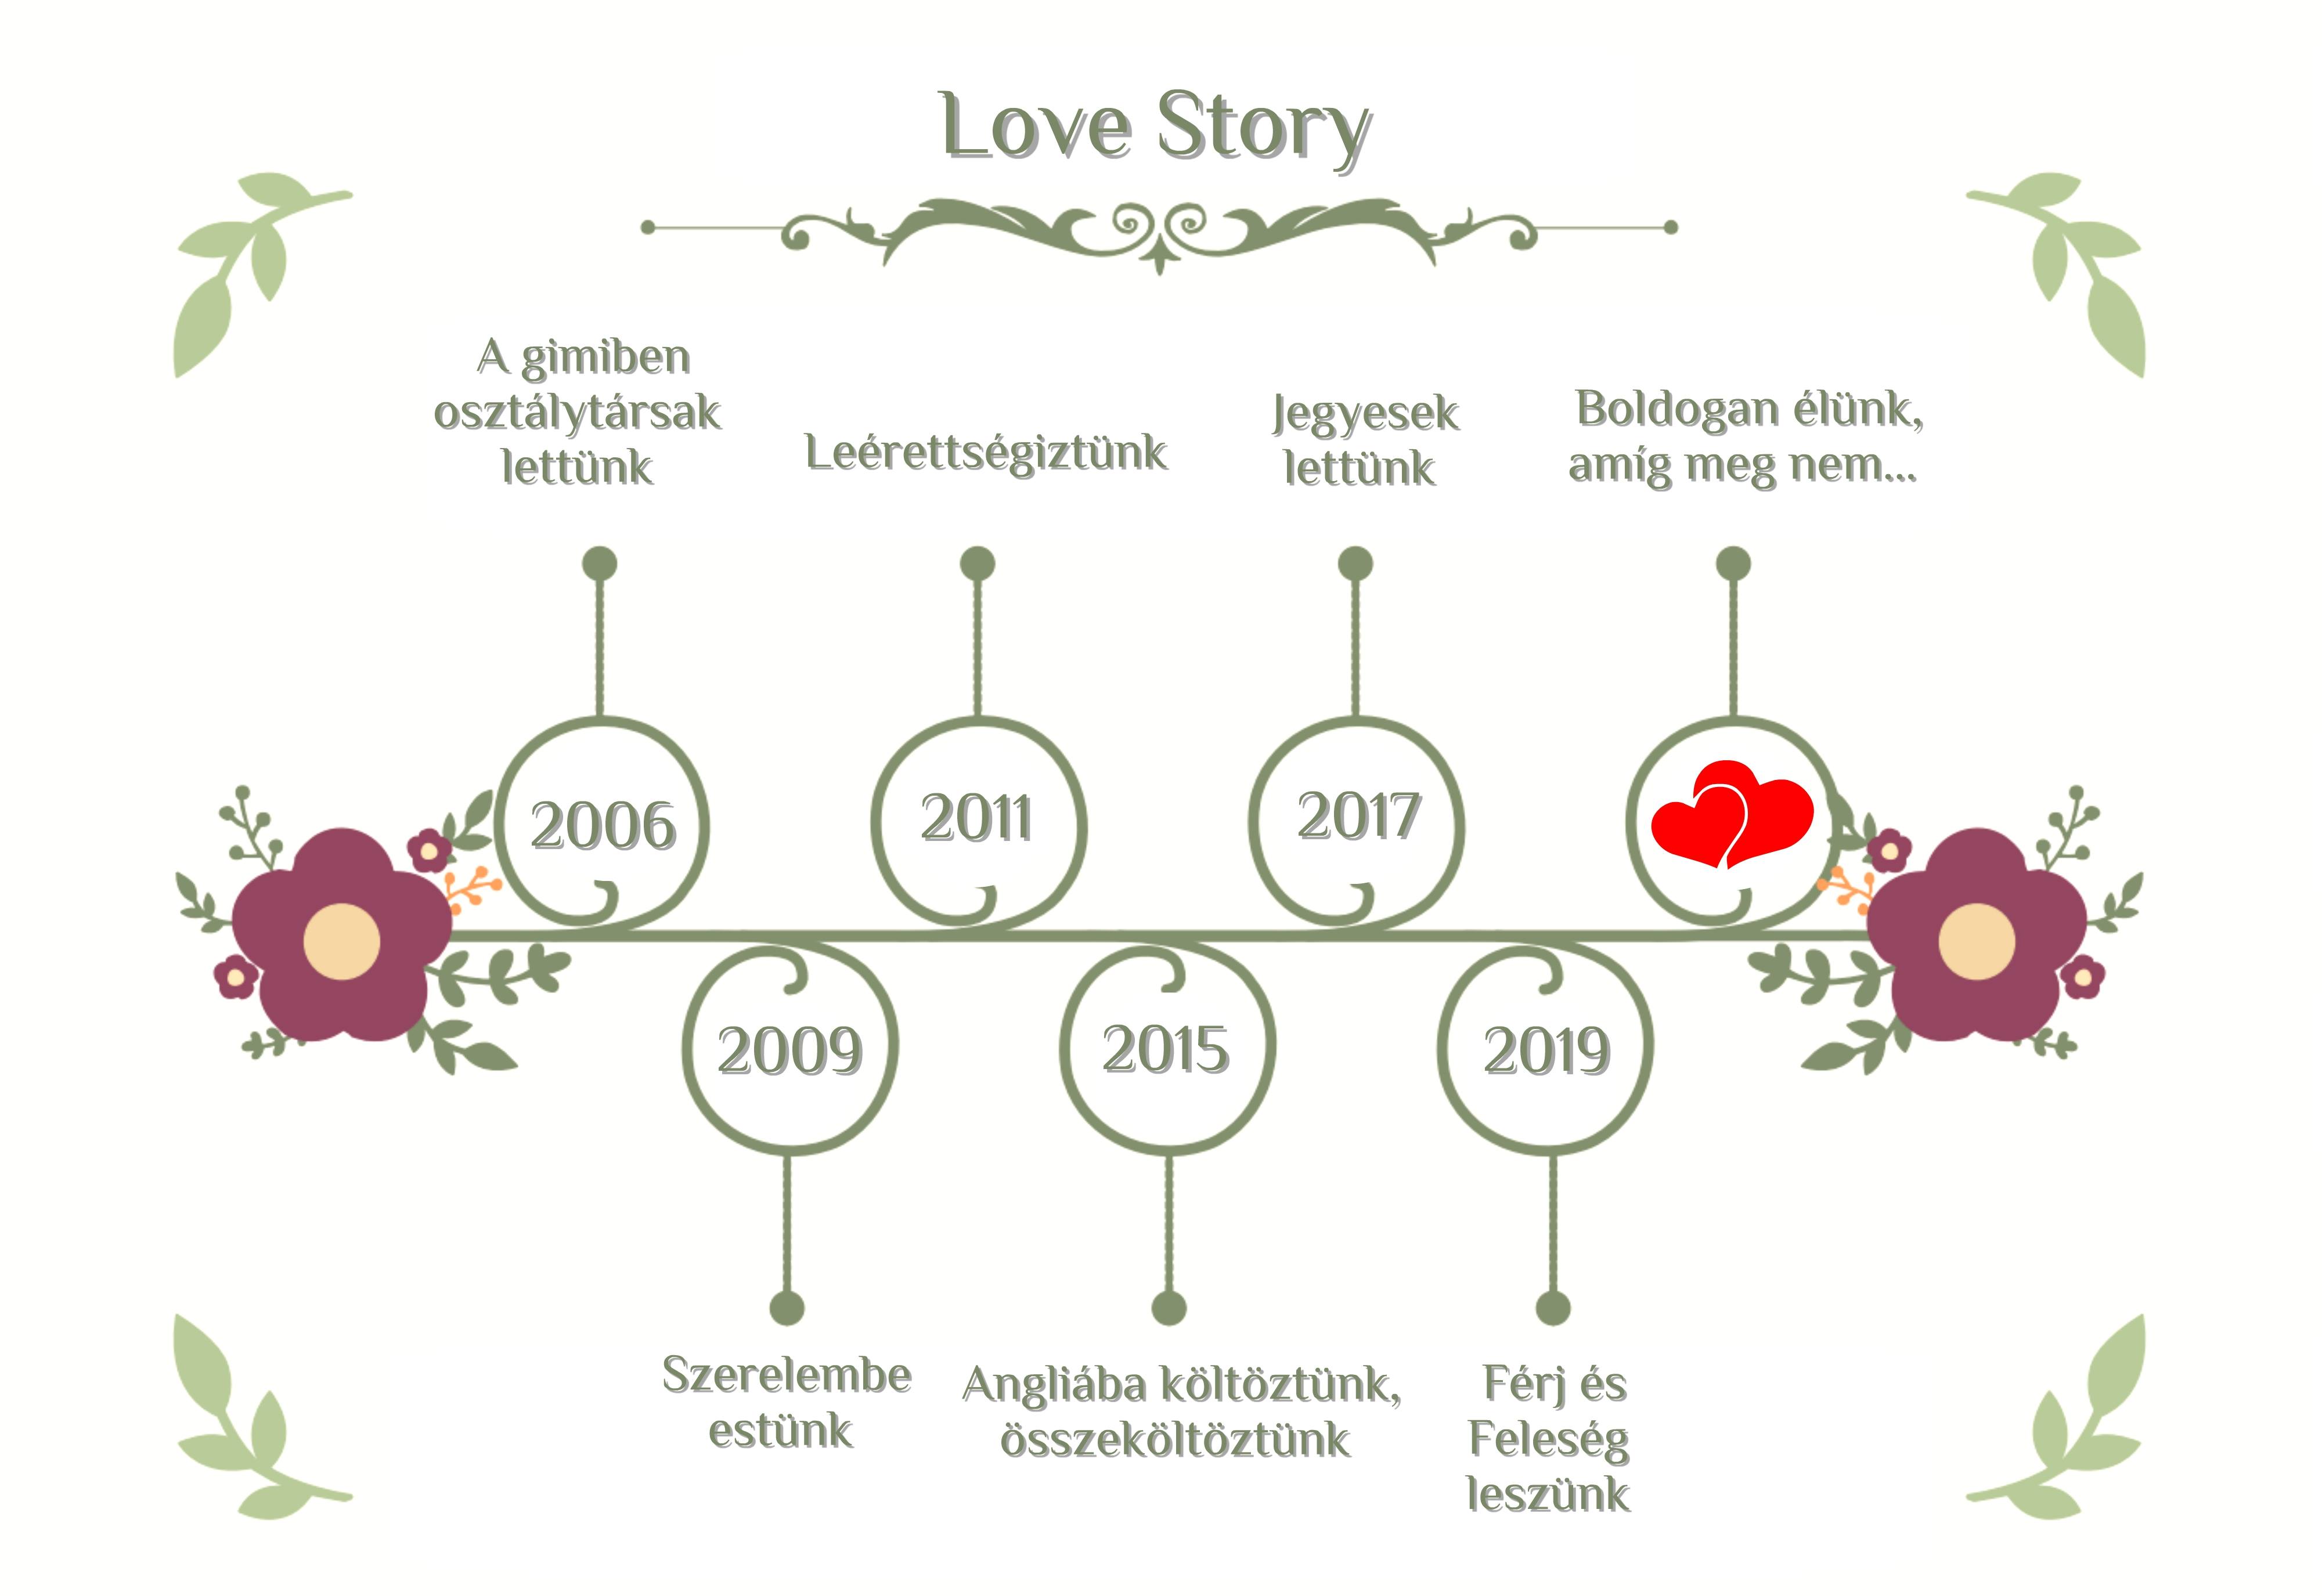 Love Story
A gimiben
osztálytársak
lettünk
Leérettségiztünk
Jegyesek
lettünk
Boldogan élünk,
amíg meg nem...
2006
2011
2017
2009
2015
2019
Szerelembe
estünk
Angliába költöztünk,
összeköltöztünk
Férj és
Feleség
leszünk